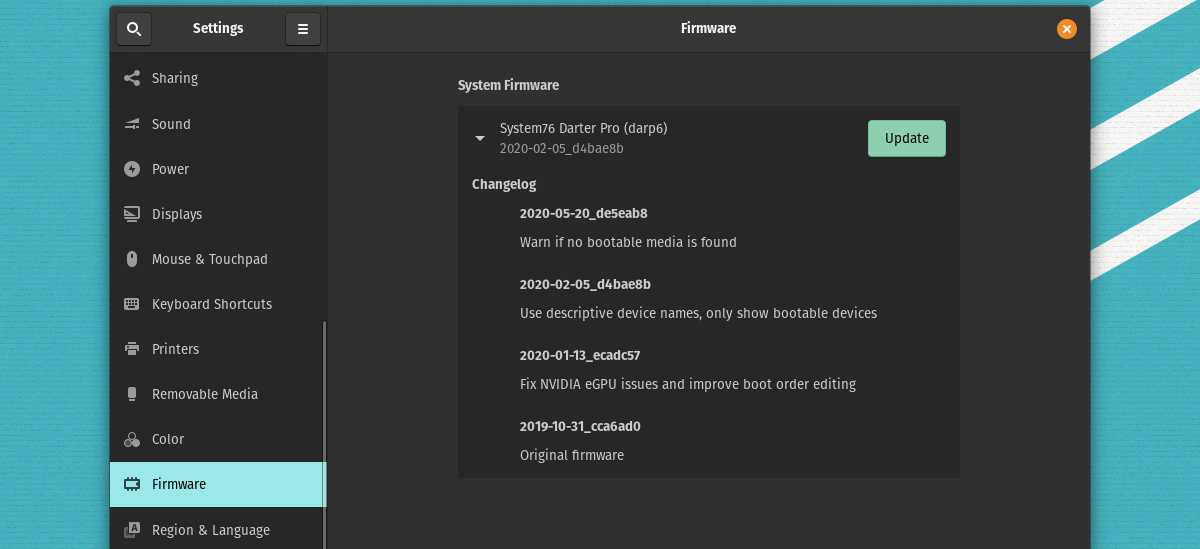 Settings
Firmware
Sharing
Sound
Power
Displays
Mouse & Touchpad
Keyboard Shortcuts
Printers
Removable Media
Color
Firmware
Region & Language
System Firmware
System76 Darter Pro (darp6)
2020-02-05_d4bae8b
Update
Changelog
2020-05-20_de5eab8
Warn if no bootable media is found
2020-02-05_d4bae8b
Use descriptive device names, only show bootable devices
2020-01-13_ecadc57
Fix NVIDIA eGPU issues and improve boot order editing
2019-10-31_cca6ad0
Original firmware